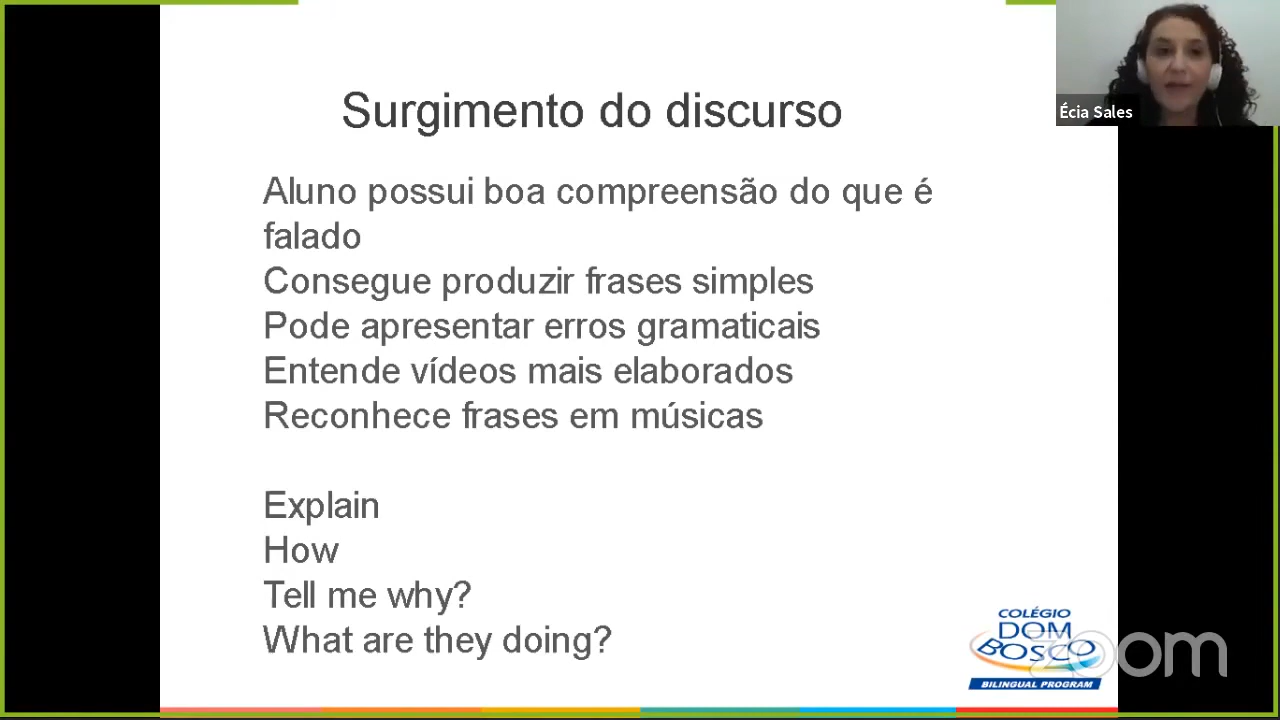 Écia Sales
Surgimento do discurso
Aluno possui boa compreensão do que é
falado
Consegue produzir frases simples
Pode apresentar erros gramaticais
Entende vídeos mais elaborados
Reconhece frases em músicas
Explain
How
Tell me why?
What are they doing?
COLÉGIO
DOM
BOSCO
BILINGUAL PROGRAM
zoom